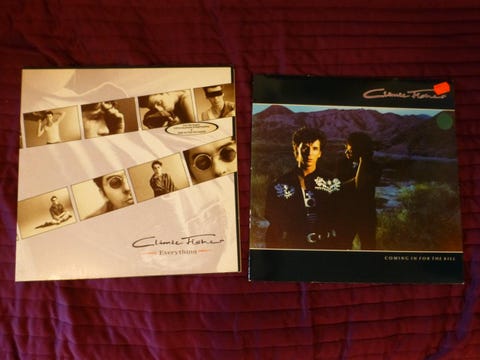 Climie Fisher
Everything
Climie Fisher
COMING IN FOR THE KILL